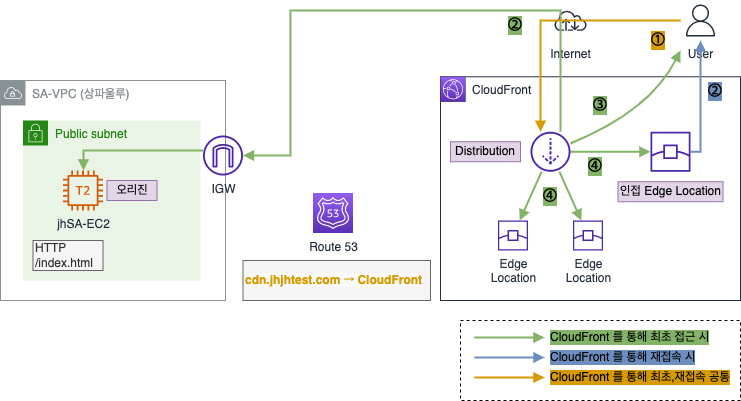 ②
①
Internet
User
SA-VPC (상파울루)
CloudFront
②
③
Public subnet
Distribution
④
인접 Edge Location
IGW
T2
오리진
jhSA-EC2
④
53
Route 53
HTTP
/index.html
Edge
Location
Edge
Location
cdn.jhjhtest.com → CloudFront
CloudFront 를 통해 최초 접근 시
CloudFront 를 통해 재접속 시
CloudFront 를 통해 최초,재접속 공통